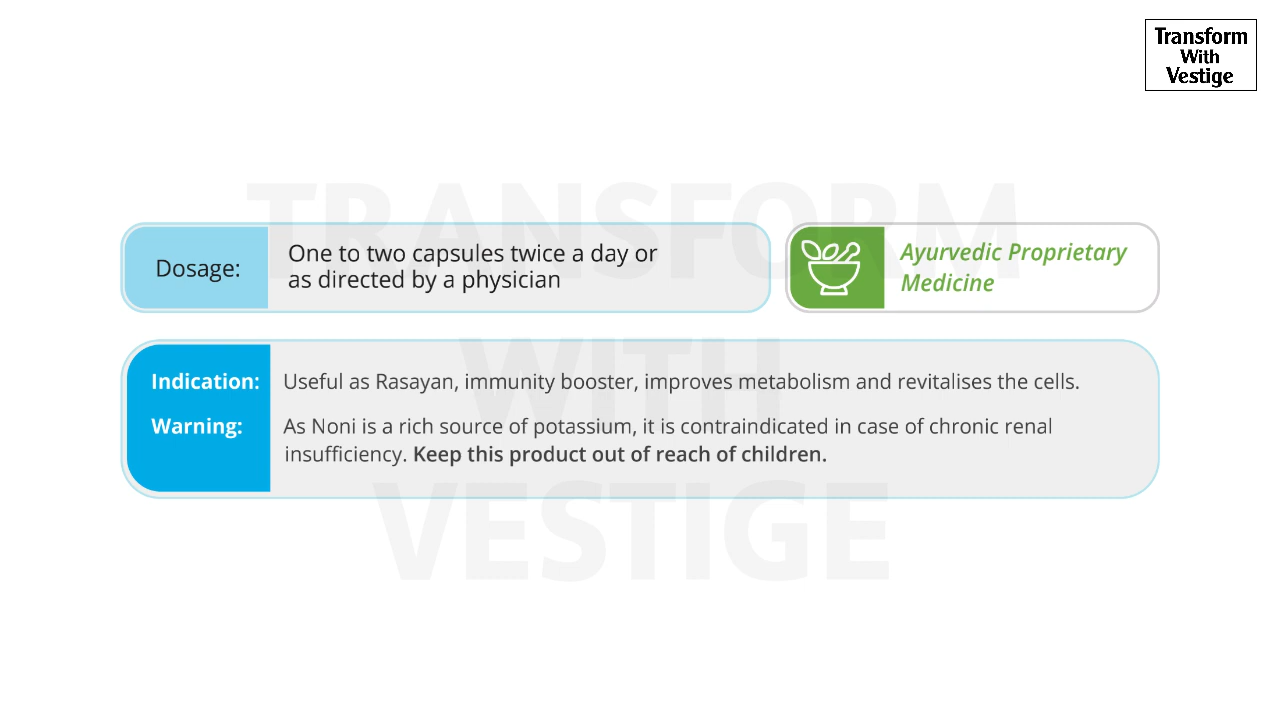 Transform
With
Vestige
TRANSFORM
WITH
VESTIGE
Dosage:
One to two capsules twice a day or
as directed by a physician
Ayurvedic Proprietary
Medicine
Indication:
Useful as Rasayan, immunity booster, improves metabolism and revitalises the cells.
Warning:
As Noni is a rich source of potassium, it is contraindicated in case of chronic renal
insufficiency. Keep this product out of reach of children.